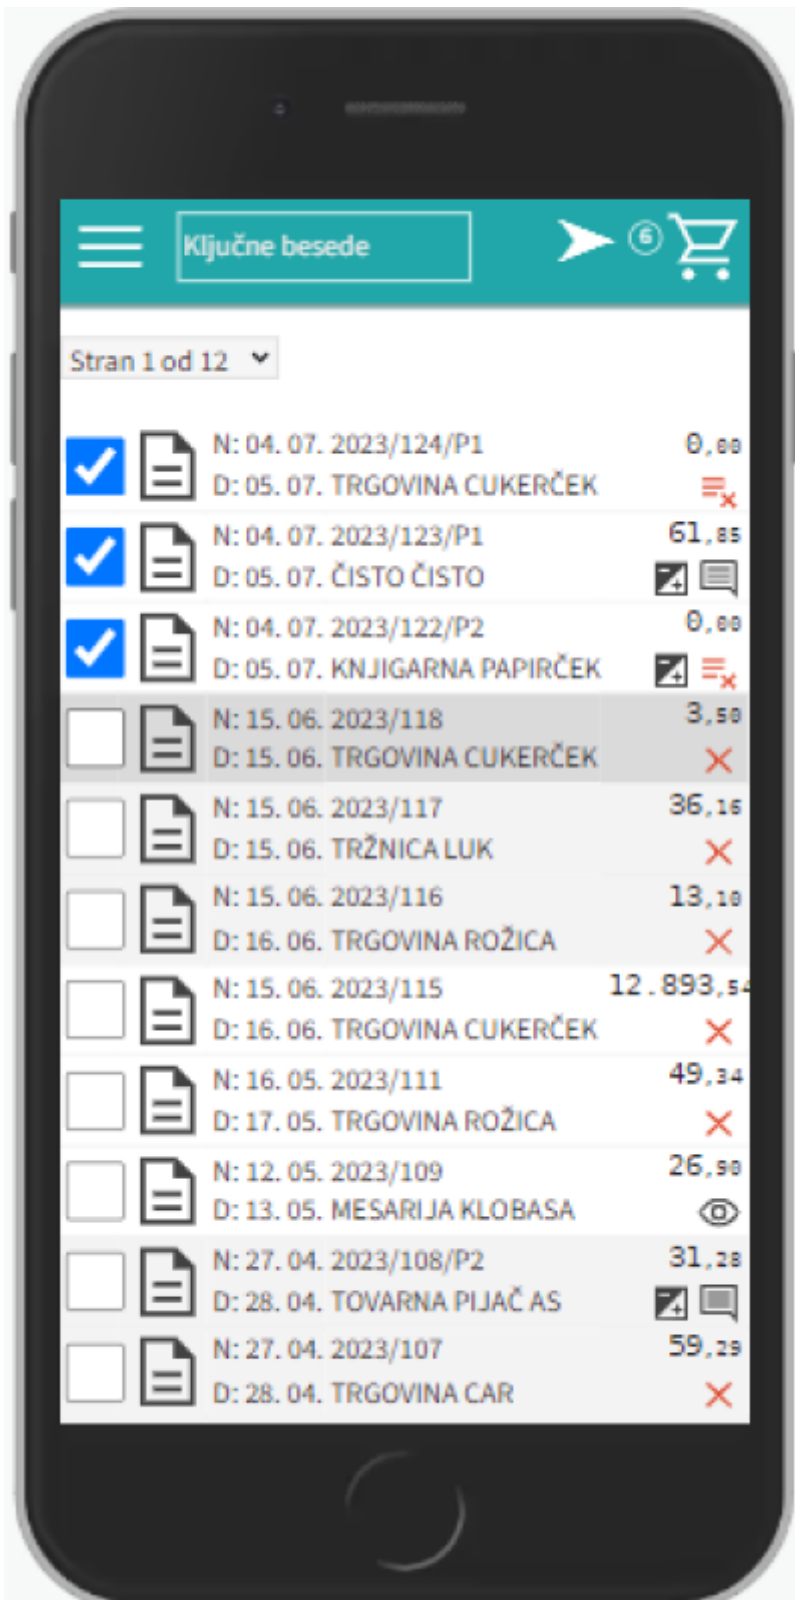 Ključne besede
6
Stran 1 od 12
N: 04. 07. 2023/124/P1 0,00
D: 05. 07. TRGOVINA CUKERČEK
N: 04. 07. 2023/123/P1 61,85
D: 05. 07. ČISTO ČISTO
N: 04. 07. 2023/122/P2 0,00
D: 05. 07. KNJIGARNA PAPIRČEK
N: 15. 06. 2023/118 3,50
D: 15. 06. TRGOVINA CUKERČEK
N: 15. 06. 2023/117 36,16
D: 15. 06. TRŽNICA LUK
N: 15. 06. 2023/116 13,10
D: 16. 06. TRGOVINA ROŽICA
N: 15. 06. 2023/115 12.893,54
D: 16. 06. TRGOVINA CUKERČEK
N: 16. 05. 2023/111 49,34
D: 17. 05. TRGOVINA ROŽICA
N: 12. 05. 2023/109 26,90
D: 13. 05. MESARIJA KLOBASA
N: 27. 04. 2023/108/P2 31,28
D: 28. 04. TOVARNA PIJAČ AS
N: 27. 04. 2023/107 59,29
D: 28. 04. TRGOVINA CAR